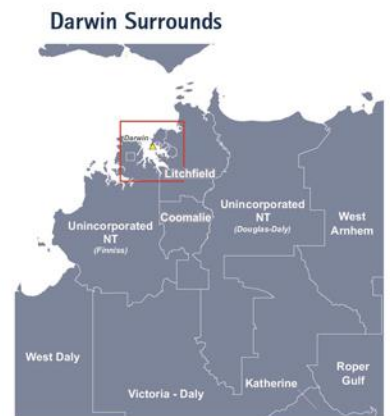 Darwin Surrounds
Darwin
Litchfield
Unincorporated
NT
(Douglas-Daly)
West
Arnhem
Coomalie
Unincorporated
NT
(Finniss)
West Daly
Victoria - Daly
Katherine
Roper
Gulf